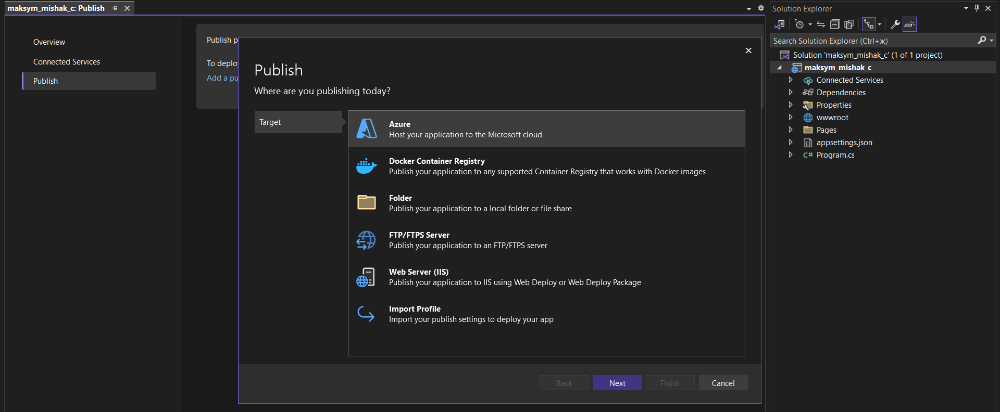 maksym_mishak_c: Publish
Overview
Connected Services
Publish
Publish p
To deplo
Add a pu
Publish
Where are you publishing today?
Target
Azure
Host your application to the Microsoft cloud
Docker Container Registry
Publish your application to any supported Container Registry that works with Docker images
Folder
Publish your application to a local folder or file share
FTP/FTPS Server
Publish your application to an FTP/FTPS server
Web Server (IIS)
Publish your application to IIS using Web Deploy or Web Deploy Package
Import Profile
Import your publish settings to deploy your app
Back
Next
Finish
Cancel
Solution Explorer
Search Solution Explorer (Ctrl+ж)
Solution 'maksym_mishak_c' (1 of 1 project)
maksym_mishak_c
Connected Services
Dependencies
Properties
wwwroot
Pages
appsettings.json
C# Program.cs